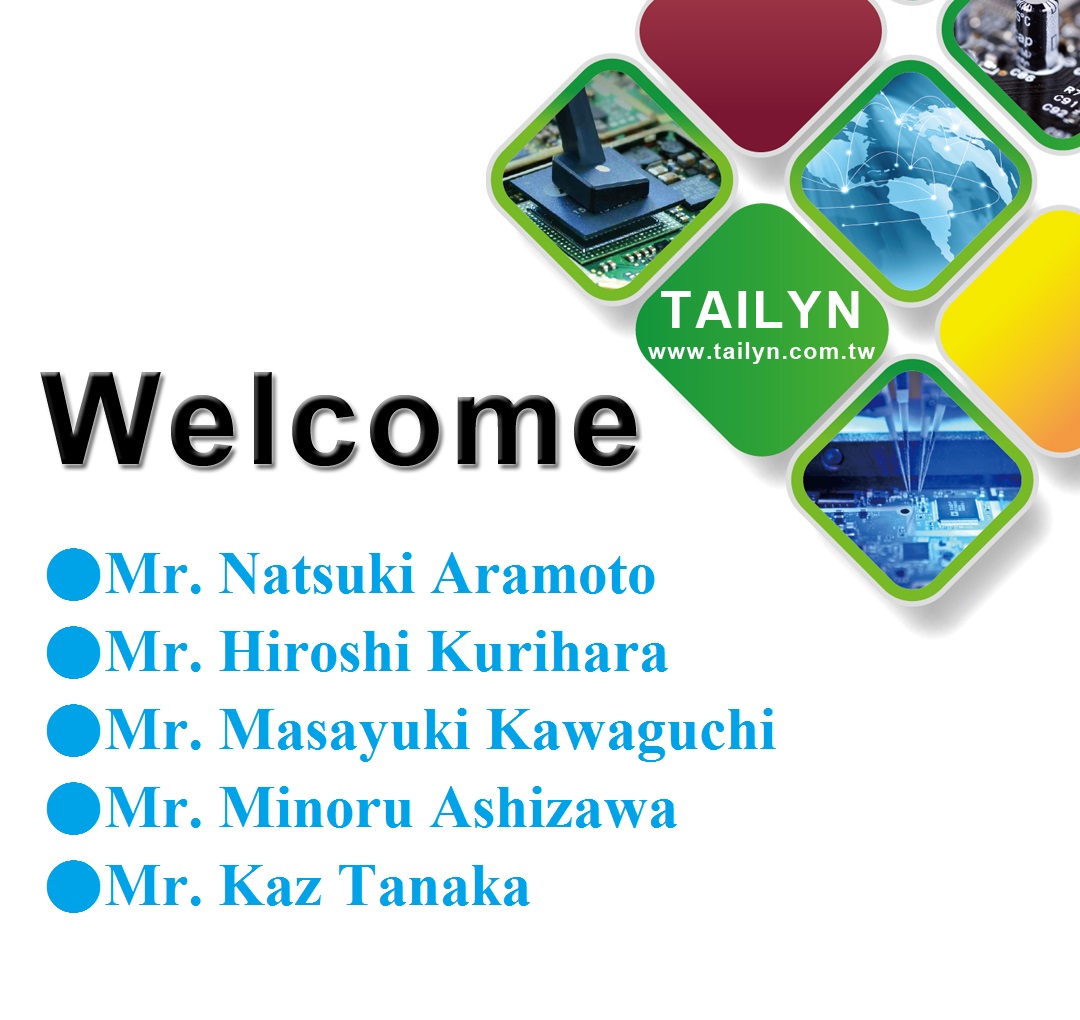 TAILYN
www.tailyn.com.tw
Welcome
●Mr. Natsuki Aramoto
●Mr. Hiroshi Kurihara
●Mr. Masayuki Kawaguchi
●Mr. Minoru Ashizawa
●Mr. Kaz Tanaka